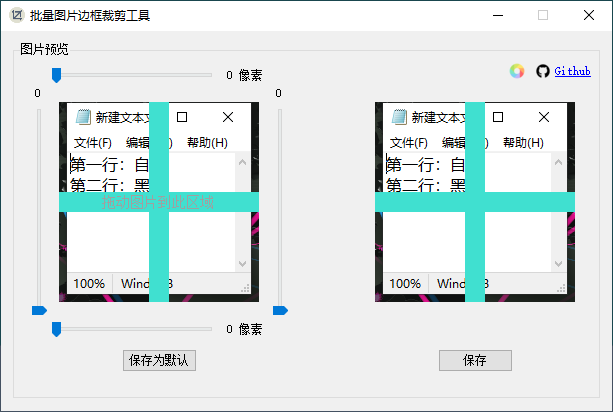 批量图片边框裁剪工具
图片预览
0 像素
Github
0
0
新建文本文
文件(F) 编辑 帮助(H)
第一行：自
第二行：黑
拖动图片到此区域
100% Wind
新建文本文
文件(F) 编辑 帮助(H)
第一行：自
第二行：黑
100% Wind
0 像素
保存为默认
保存